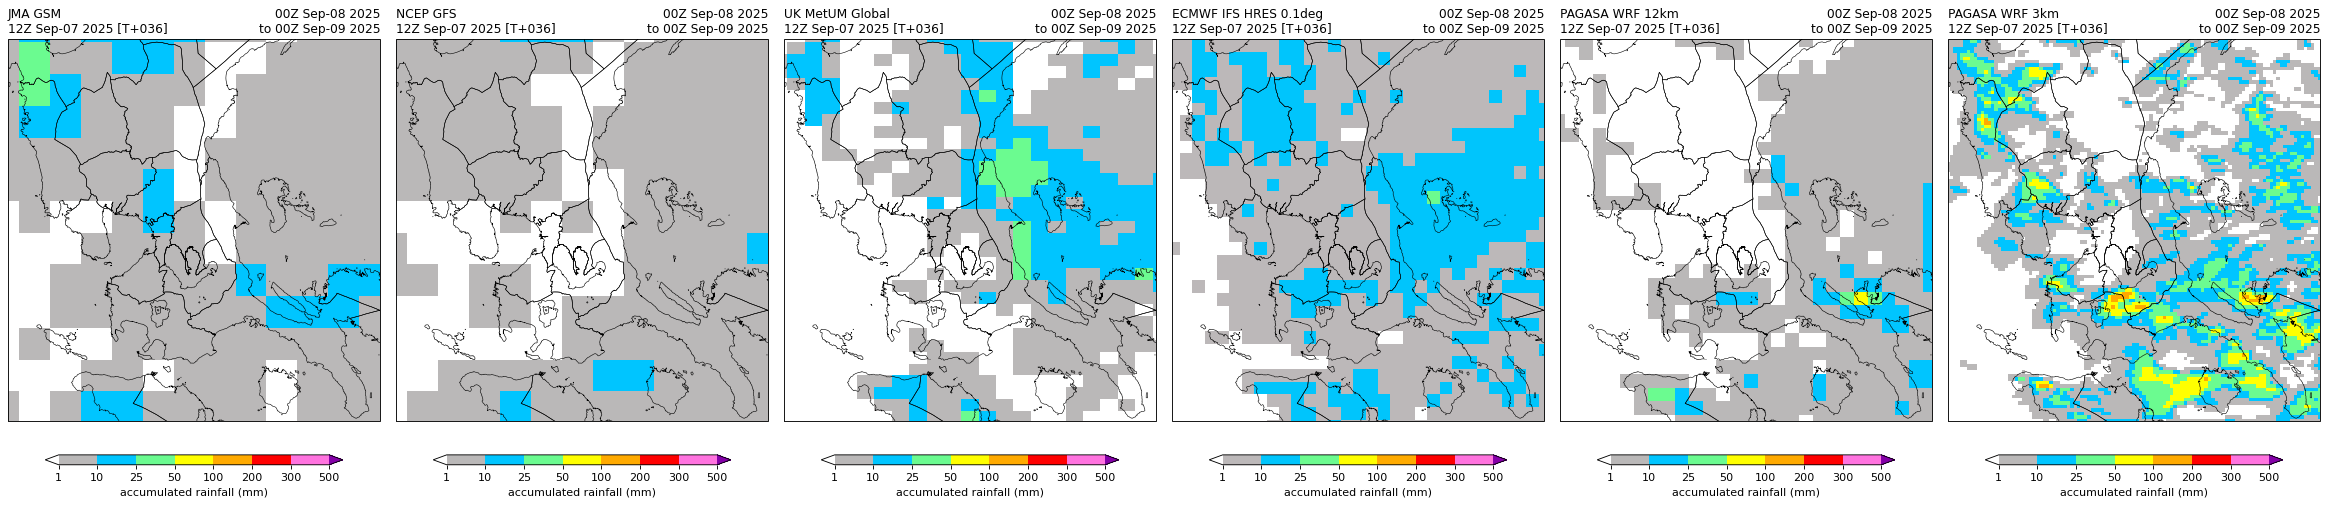 JMA GSM 00Z Sep-08 2025
12Z Sep-07 2025 [T+036] to 00Z Sep-09 2025
1 10 25 50 100 200 300 500
accumulated rainfall (mm)
NCEP GFS 00Z Sep-08 2025
12Z Sep-07 2025 [T+036] to 00Z Sep-09 2025
1 10 25 50 100 200 300 500
accumulated rainfall (mm)
UK MetUM Global 00Z Sep-08 2025
12Z Sep-07 2025 [T+036] to 00Z Sep-09 2025
1 10 25 50 100 200 300 500
accumulated rainfall (mm)
ECMWF IFS HRES 0.1deg 00Z Sep-08 2025
12Z Sep-07 2025 [T+036] to 00Z Sep-09 2025
1 10 25 50 100 200 300 500
accumulated rainfall (mm)
PAGASA WRF 12km 00Z Sep-08 2025
12Z Sep-07 2025 [T+036] to 00Z Sep-09 2025
1 10 25 50 100 200 300 500
accumulated rainfall (mm)
PAGASA WRF 3km 00Z Sep-08 2025
12Z Sep-07 2025 [T+036] to 00Z Sep-09 2025
1 10 25 50 100 200 300 500
accumulated rainfall (mm)